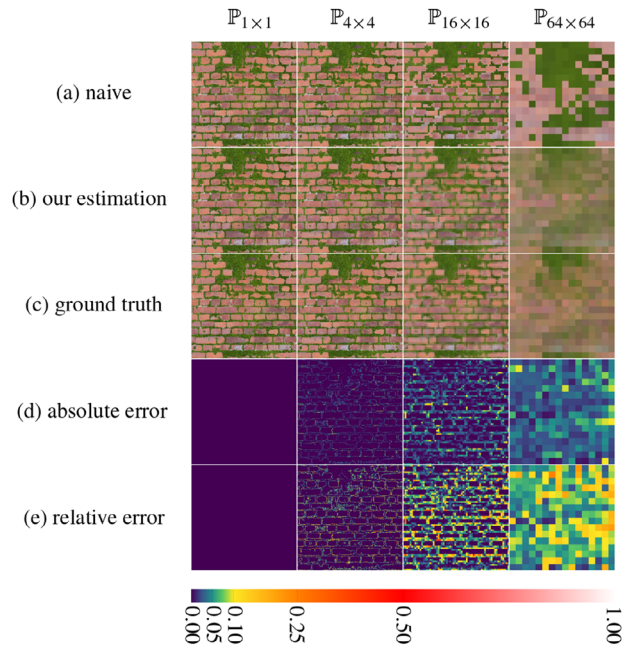 ℙ1×1 ℙ4×4 ℙ16×16 ℙ64×64
(a) naive
(b) our estimation
(c) ground truth
(d) absolute error
(e) relative error
0.00 0.05 0.10 0.25 0.50 1.00